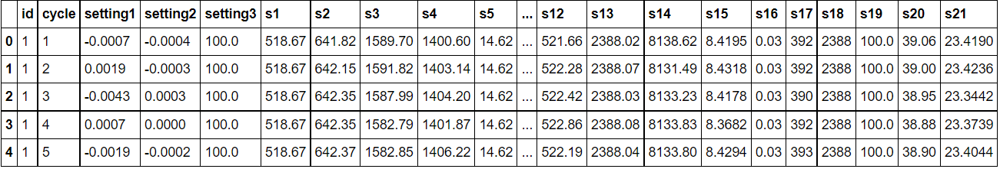 id cycle setting1 setting2 setting3 s1 s2 s3 s4 s5 ... s12 s13 s14 s15 s16 s17 s18 s19 s20 s21
0 1 1 -0.0007 -0.0004 100.0 518.67 641.82 1589.70 1400.60 14.62 ... 521.66 2388.02 8138.62 8.4195 0.03 392 2388 100.0 39.06 23.4190
1 1 2 0.0019 -0.0003 100.0 518.67 642.15 1591.82 1403.14 14.62 ... 522.28 2388.07 8131.49 8.4318 0.03 392 2388 100.0 39.00 23.4236
2 1 3 -0.0043 0.0003 100.0 518.67 642.35 1587.99 1404.20 14.62 ... 522.42 2388.03 8133.23 8.4178 0.03 390 2388 100.0 38.95 23.3442
3 1 4 0.0007 0.0000 100.0 518.67 642.35 1582.79 1401.87 14.62 ... 522.86 2388.08 8133.83 8.3682 0.03 392 2388 100.0 38.88 23.3739
4 1 5 -0.0019 -0.0002 100.0 518.67 642.37 1582.85 1406.22 14.62 ... 522.19 2388.04 8133.80 8.4294 0.03 393 2388 100.0 38.90 23.4044